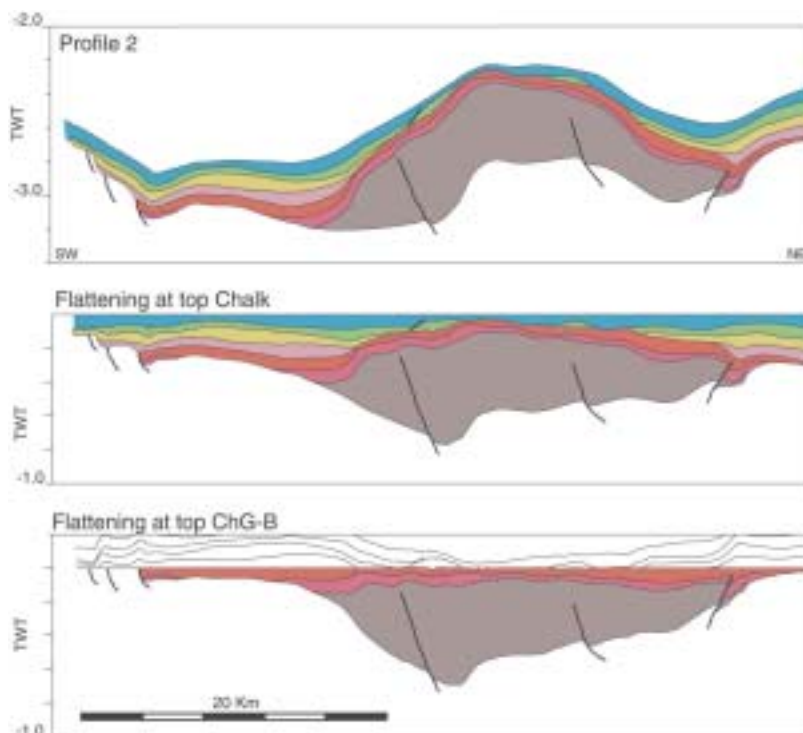 -2.0
Profile 2
TWT
-3.0
SW
NE
Flattening at top Chalk
TWT
-1.0
Flattening at top ChG-B
TWT
20 Km
-1.0